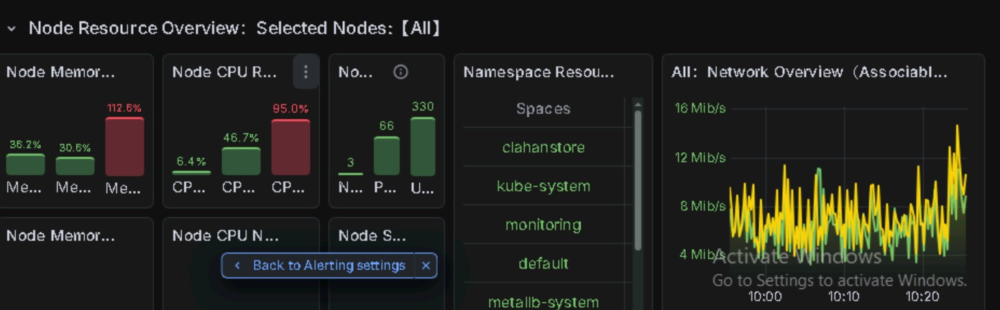 Node Resource Overview: Selected Nodes:【All】
Node Memor...
112.6%
36.2%
30.6%
Me... Me... Me...
Node CPU R...
95.0%
46.7%
6.4%
CP... CP... CP...
No...
330
66
3
N... P... U...
Namespace Resou...
Spaces
clahanstore
kube-system
monitoring
default
metallb-system
All: Network Overview（Associabl...
16 Mib/s
12 Mib/s
8 Mib/s
4 Mib/s
10:00 10:10 10:20
Node Memor...
Node CPU N...
Node S...
Back to Alerting settings
Activate Windows
Go to Settings to activate Windows.